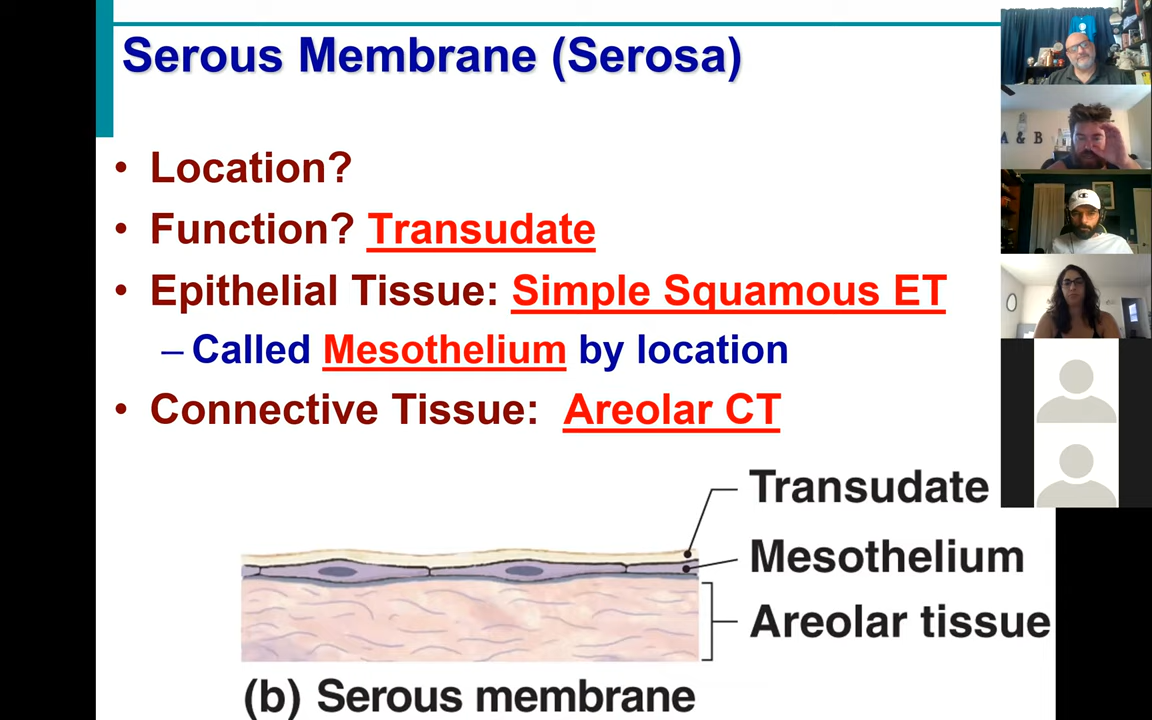 Serous Membrane (Serosa)
• Location?
• Function? Transudate
• Epithelial Tissue: Simple Squamous ET
– Called Mesothelium by location
• Connective Tissue: Areolar CT
Transudate
Mesothelium
Areolar tissue
(b) Serous membrane
A & B